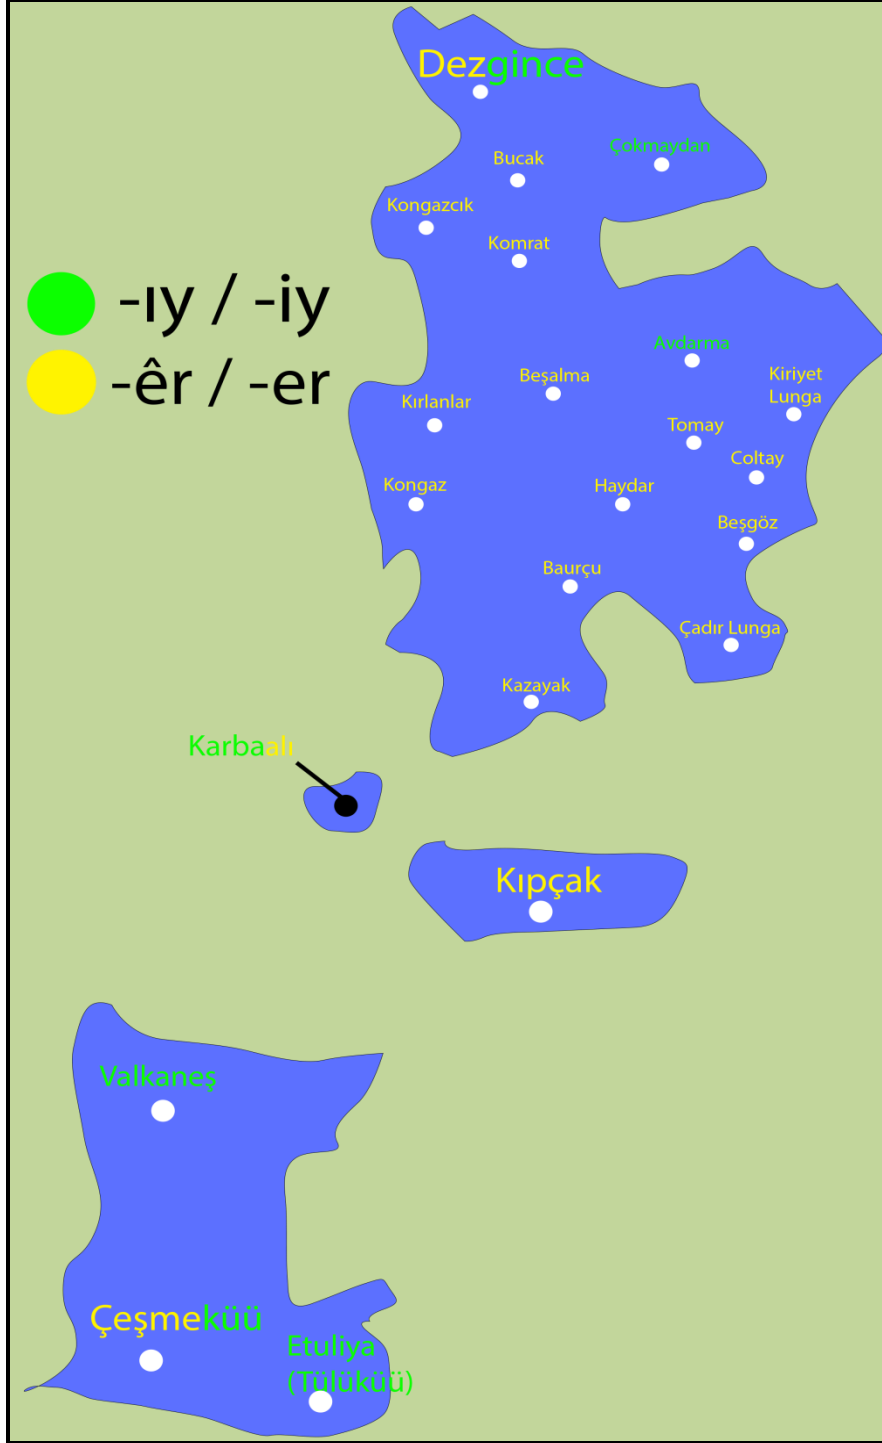 Dezgince
Bucak
Çokmaydan
Kongazcık
Komrat
-ıy / -iy
-êr / -er
Avdarma
Beşalma
Kiriyet
Lunga
Kırlanlar
Tomay
Coltay
Kongaz
Haydar
Beşgöz
Baurçu
Çadır Lunga
Kazayak
Karbaalı
Kıpçak
Valkaneş
Çeşmeküü
Etuliya
(Tülüküü)